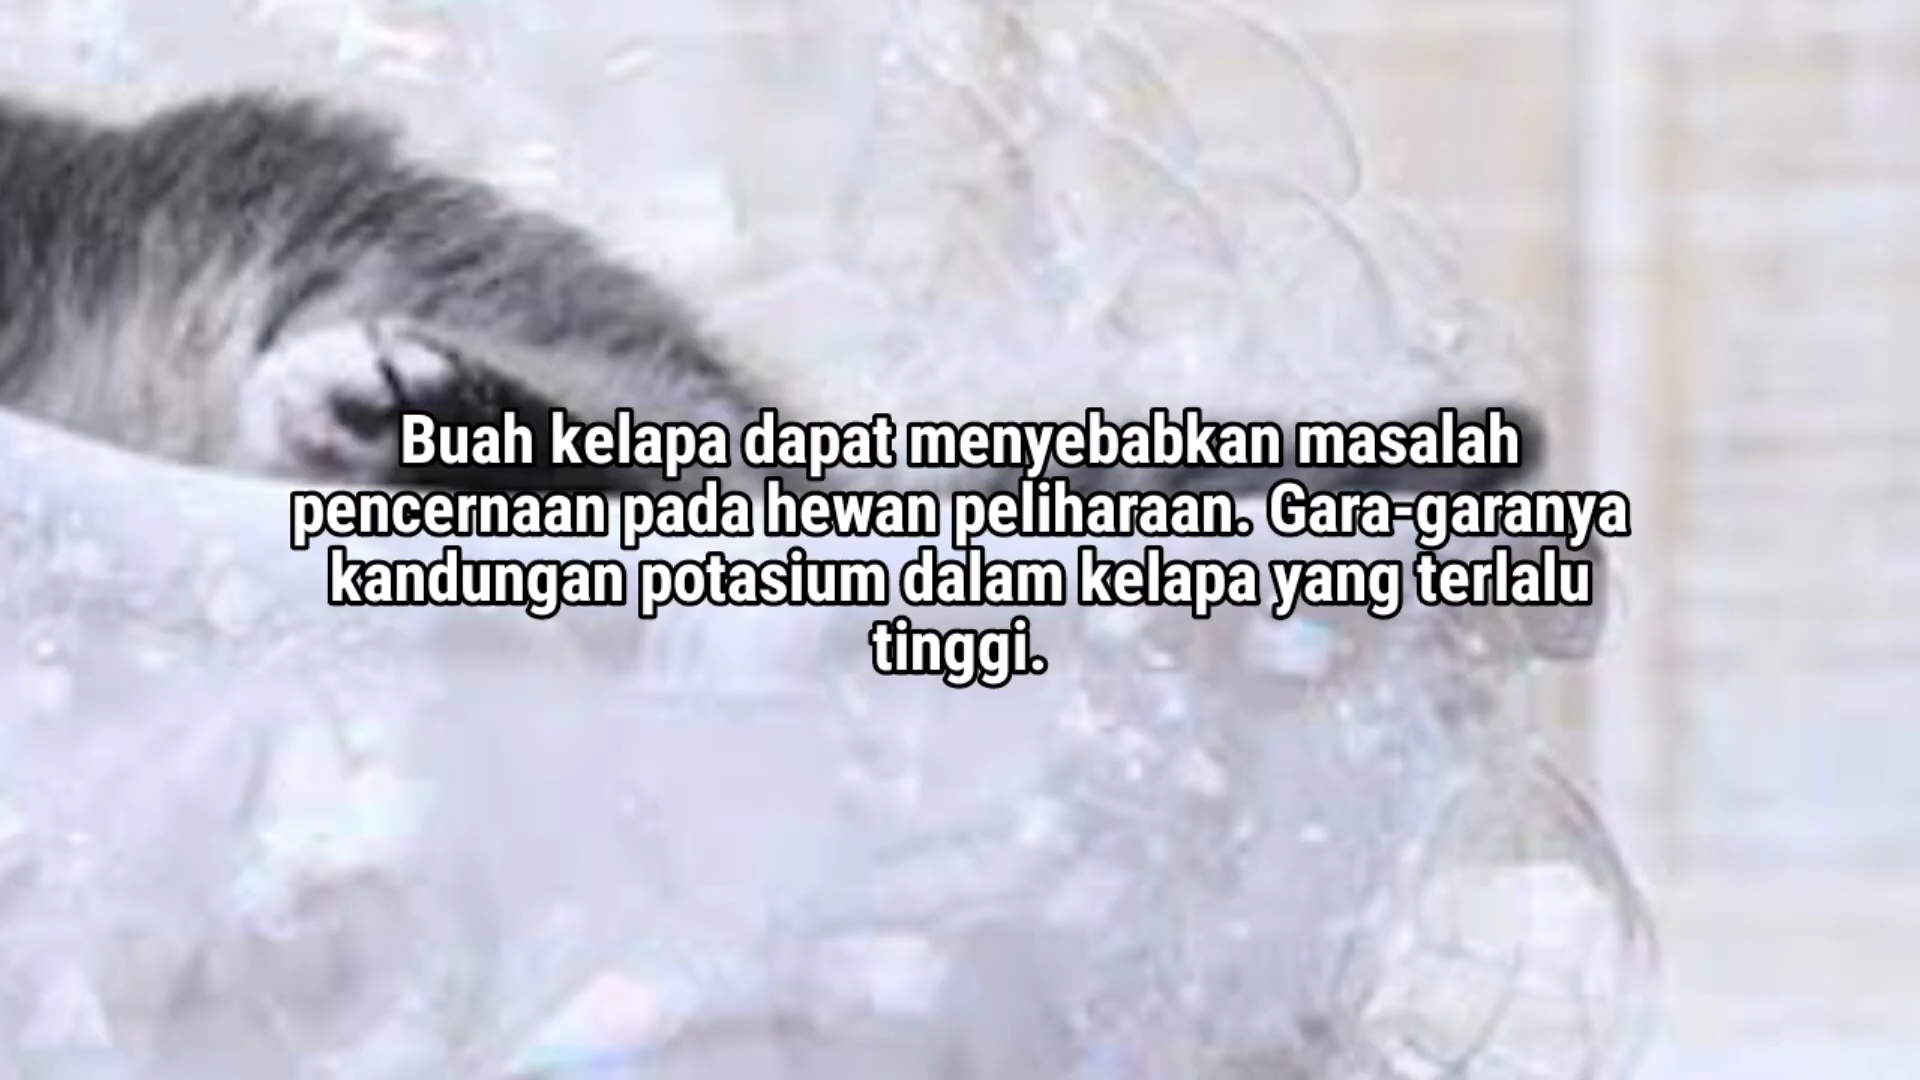 Buah kelapa dapat menyebabkan masalah
pencernaan pada hewan peliharaan. Gara-garanya
kandungan potasium dalam kelapa yang terlalu
tinggi.